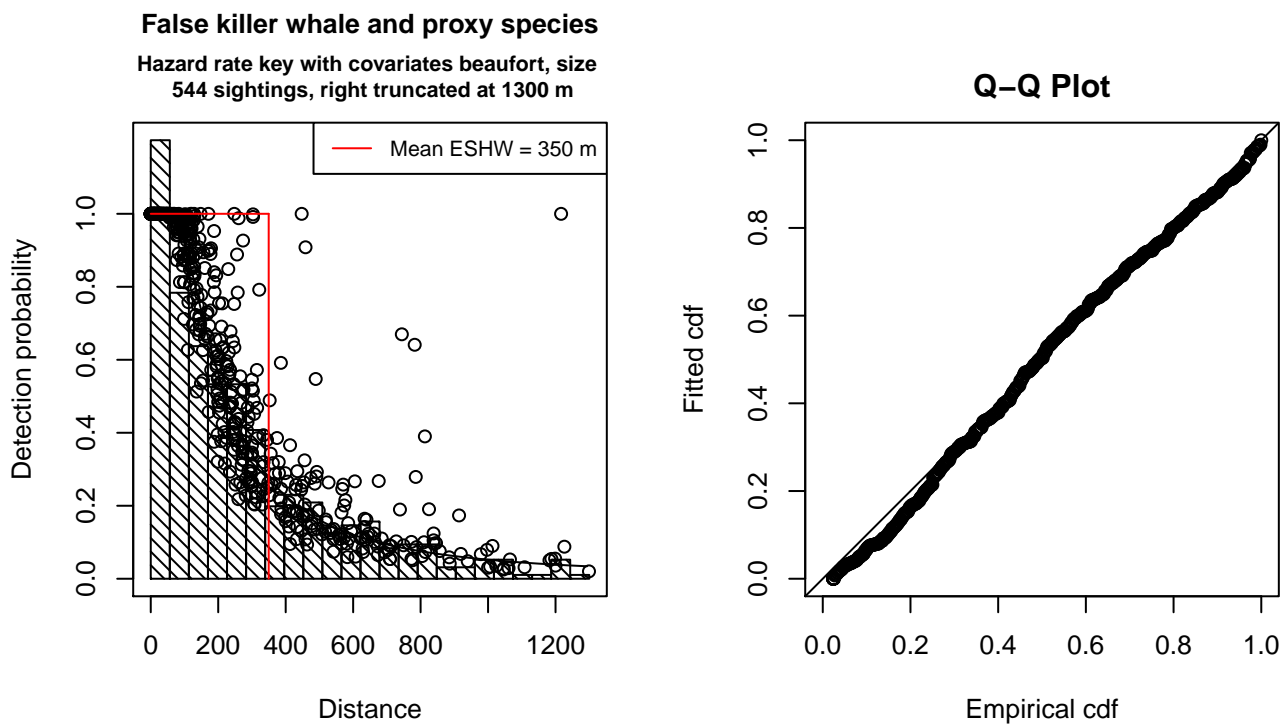 False killer whale and proxy species
Hazard rate key with covariates beaufort, size
544 sightings, right truncated at 1300 m
Mean ESHW = 350 m
Detection probability
0.0 0.2 0.4 0.6 0.8 1.0
0 200 400 600 800 1200
Distance
Q−Q Plot
Fitted cdf
0.0 0.2 0.4 0.6 0.8 1.0
0.0 0.2 0.4 0.6 0.8 1.0
Empirical cdf